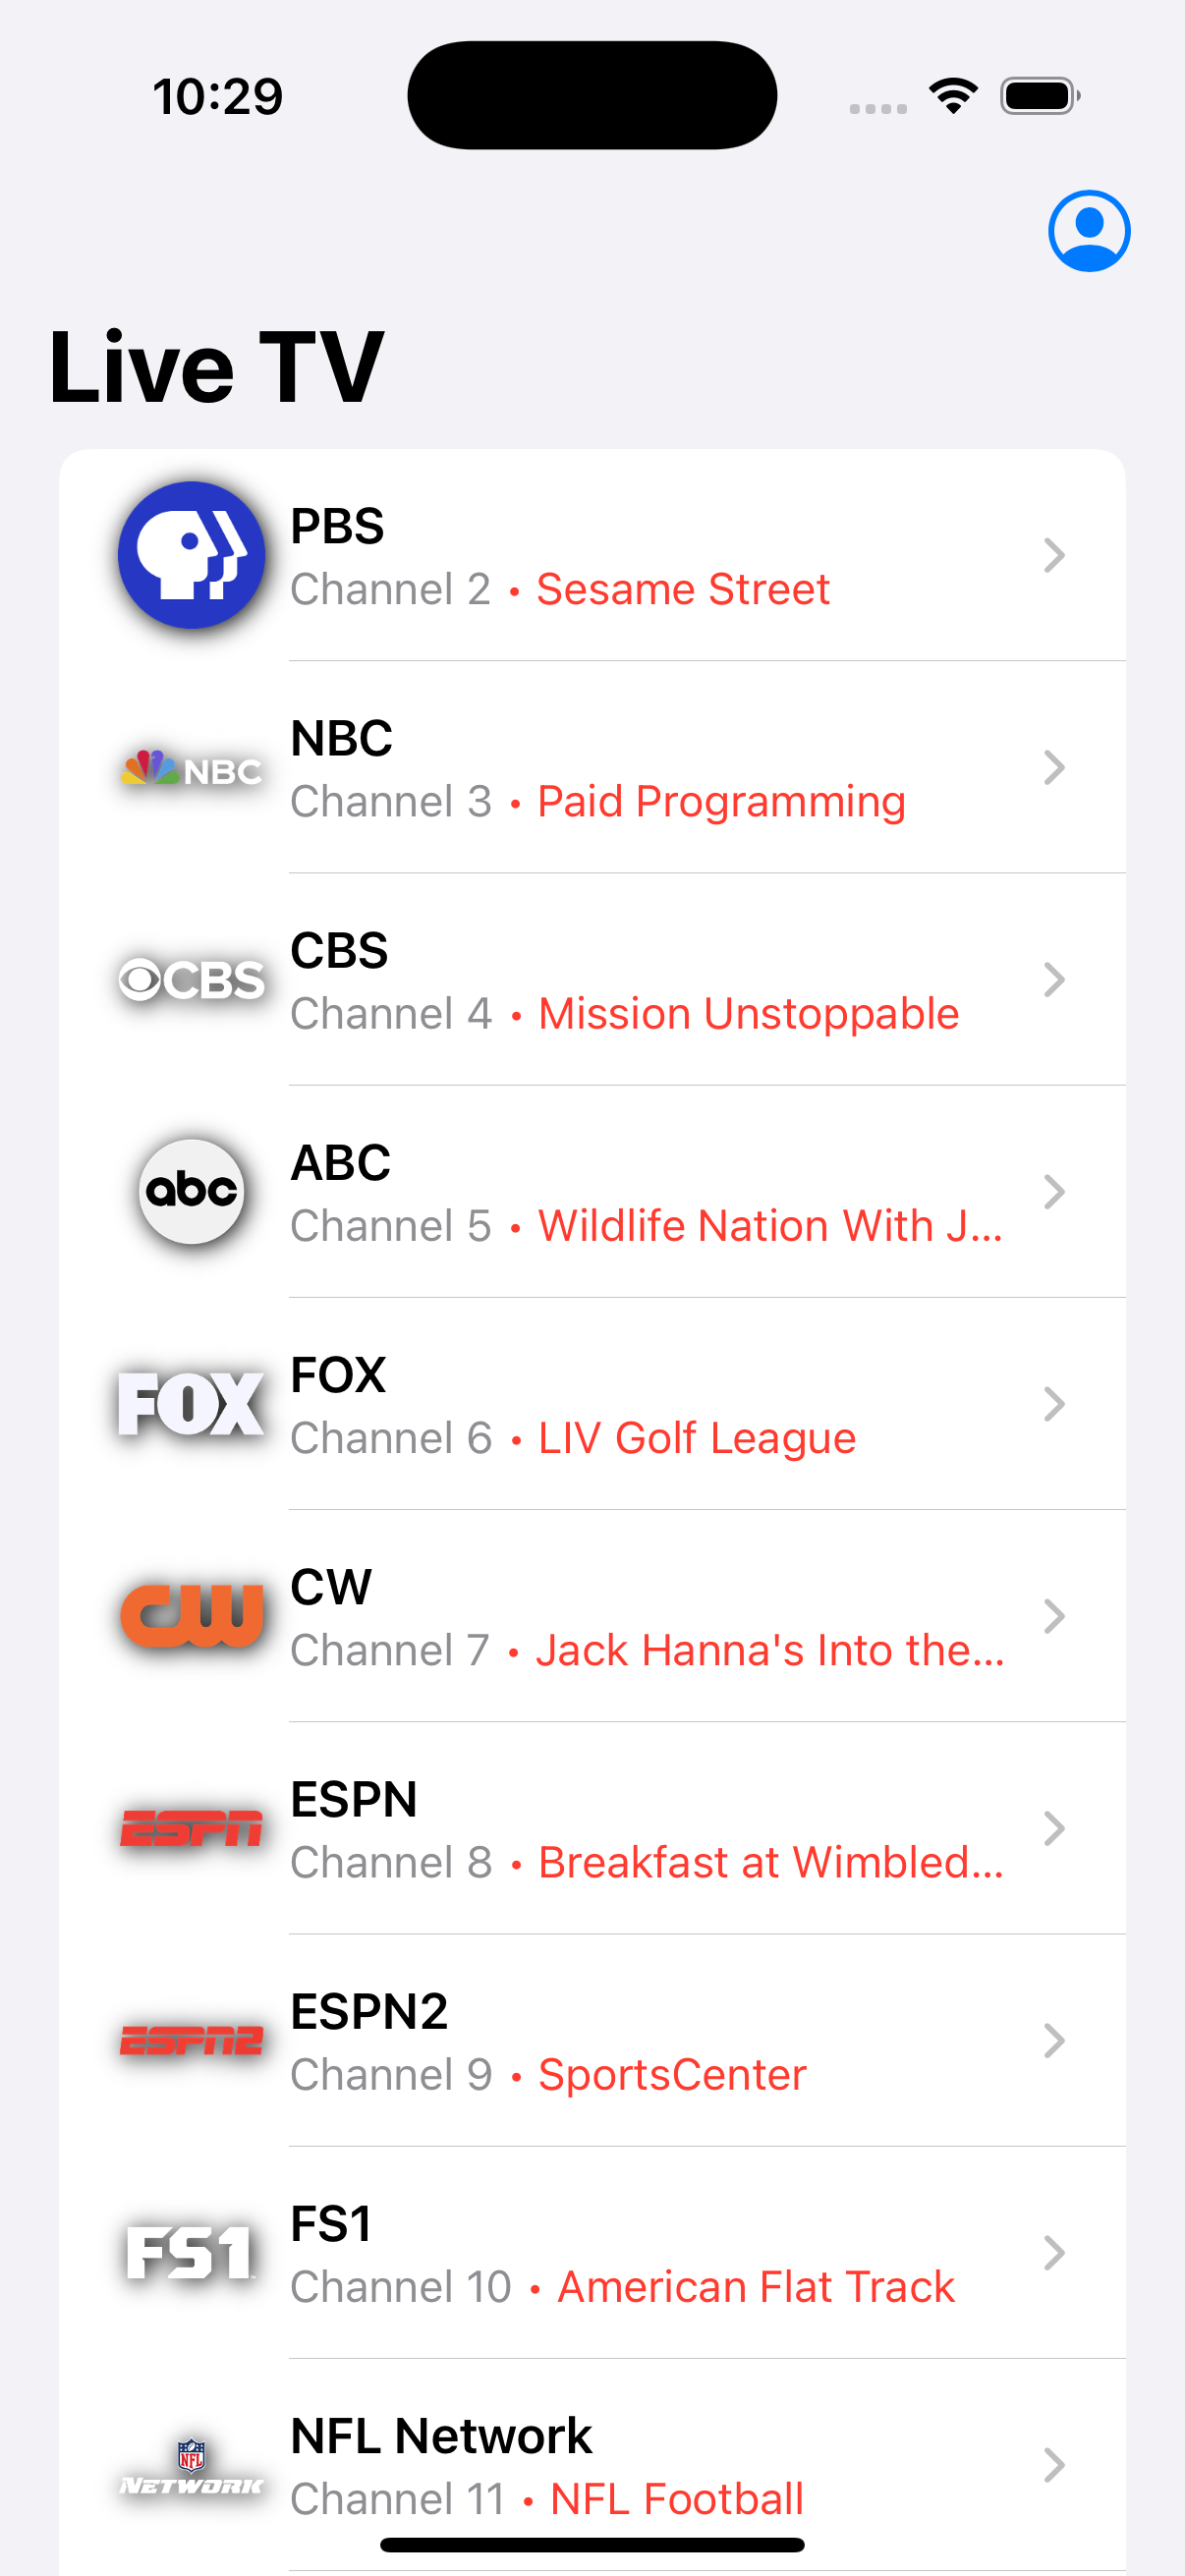 10:29
Live TV
PBS
Channel 2 • Sesame Street
NBC
NBC
Channel 3 • Paid Programming
CBS
CBS
Channel 4 • Mission Unstoppable
abc
ABC
Channel 5 • Wildlife Nation With J...
FOX
FOX
Channel 6 • LIV Golf League
CW
CW
Channel 7 • Jack Hanna's Into the...
ESPN
ESPN
Channel 8 • Breakfast at Wimbled...
ESPN2
ESPN2
Channel 9 • SportsCenter
FS1
FS1
Channel 10 • American Flat Track
NFL
NETWORK
NFL Network
Channel 11 • NFL Football